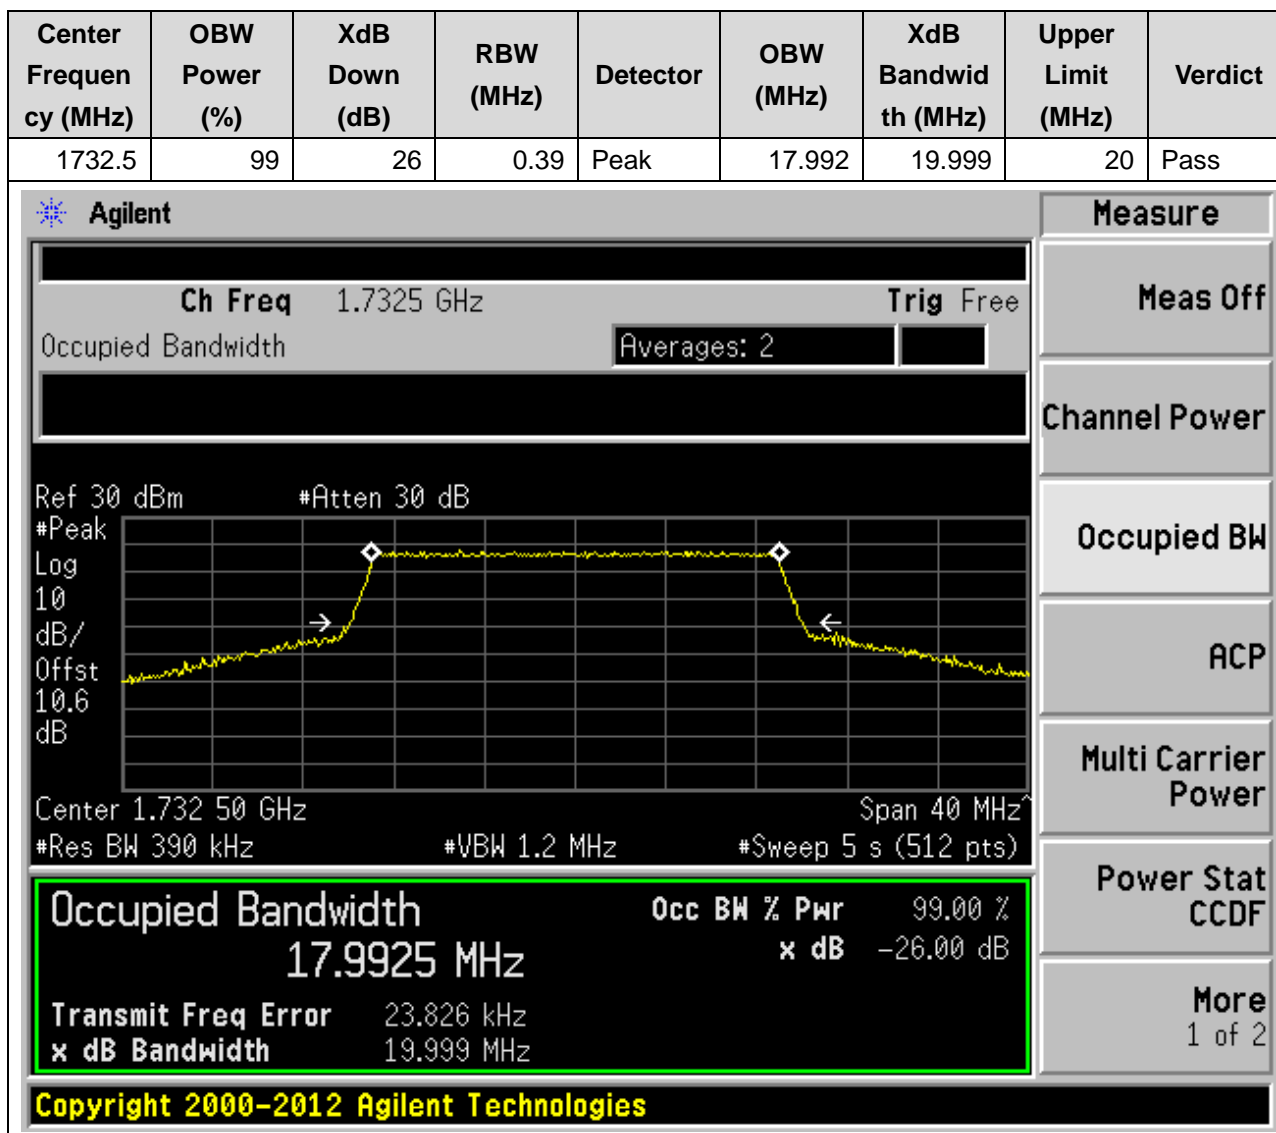 Center Frequen cy (MHz) | OBW Power (%) | XdB Down (dB) | RBW (MHz) | Detector | OBW (MHz) | XdB Bandwid th (MHz) | Upper Limit (MHz) | Verdict
1732.5 | 99 | 26 | 0.39 | Peak | 17.992 | 19.999 | 20 | Pass
Agilent
Measure
Ch Freq 1.7325 GHz Trig Free
Meas Off
Occupied Bandwidth Averages: 2
Channel Power
Ref 30 dBm #Atten 30 dB
#Peak
Log
10
dB/
Offst
10.6
dB
Occupied BW
ACP
Multi Carrier
Power
Center 1.732 50 GHz Span 40 MHz^
#Res BW 390 kHz #VBW 1.2 MHz #Sweep 5 s (512 pts)
Power Stat
CCDF
Occupied Bandwidth Occ BW % Pwr 99.00 %
17.9925 MHz x dB -26.00 dB
Transmit Freq Error 23.826 kHz
x dB Bandwidth 19.999 MHz
More
1 of 2
Copyright 2000-2012 Agilent Technologies